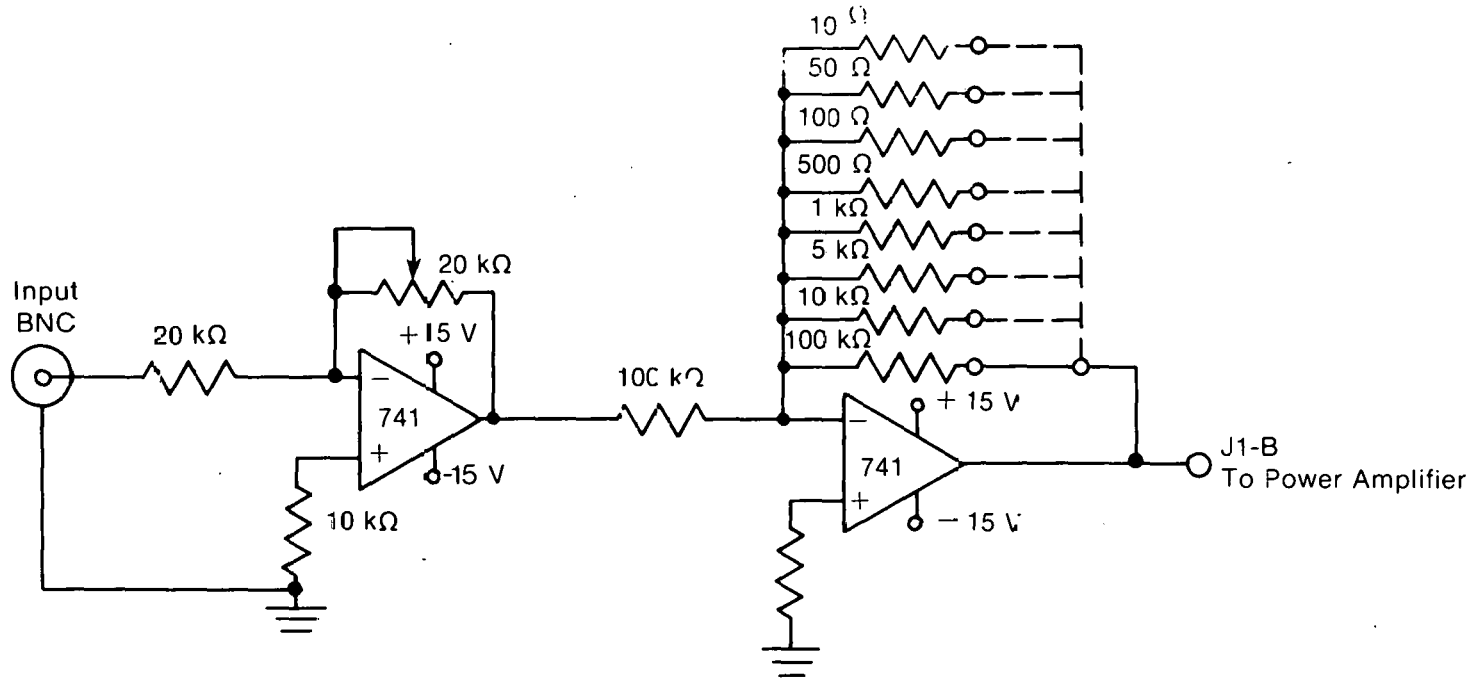 10 Ω
50 Ω
100 Ω
500 Ω
1 kΩ
5 kΩ
10 kΩ
100 kΩ
Input
BNC
20 kΩ
20 kΩ
+15 V
−
741
+
-15 V
10 kΩ
100 kΩ
+ 15 V
−
741
+
− 15 V
J1-B
To Power Amplifier